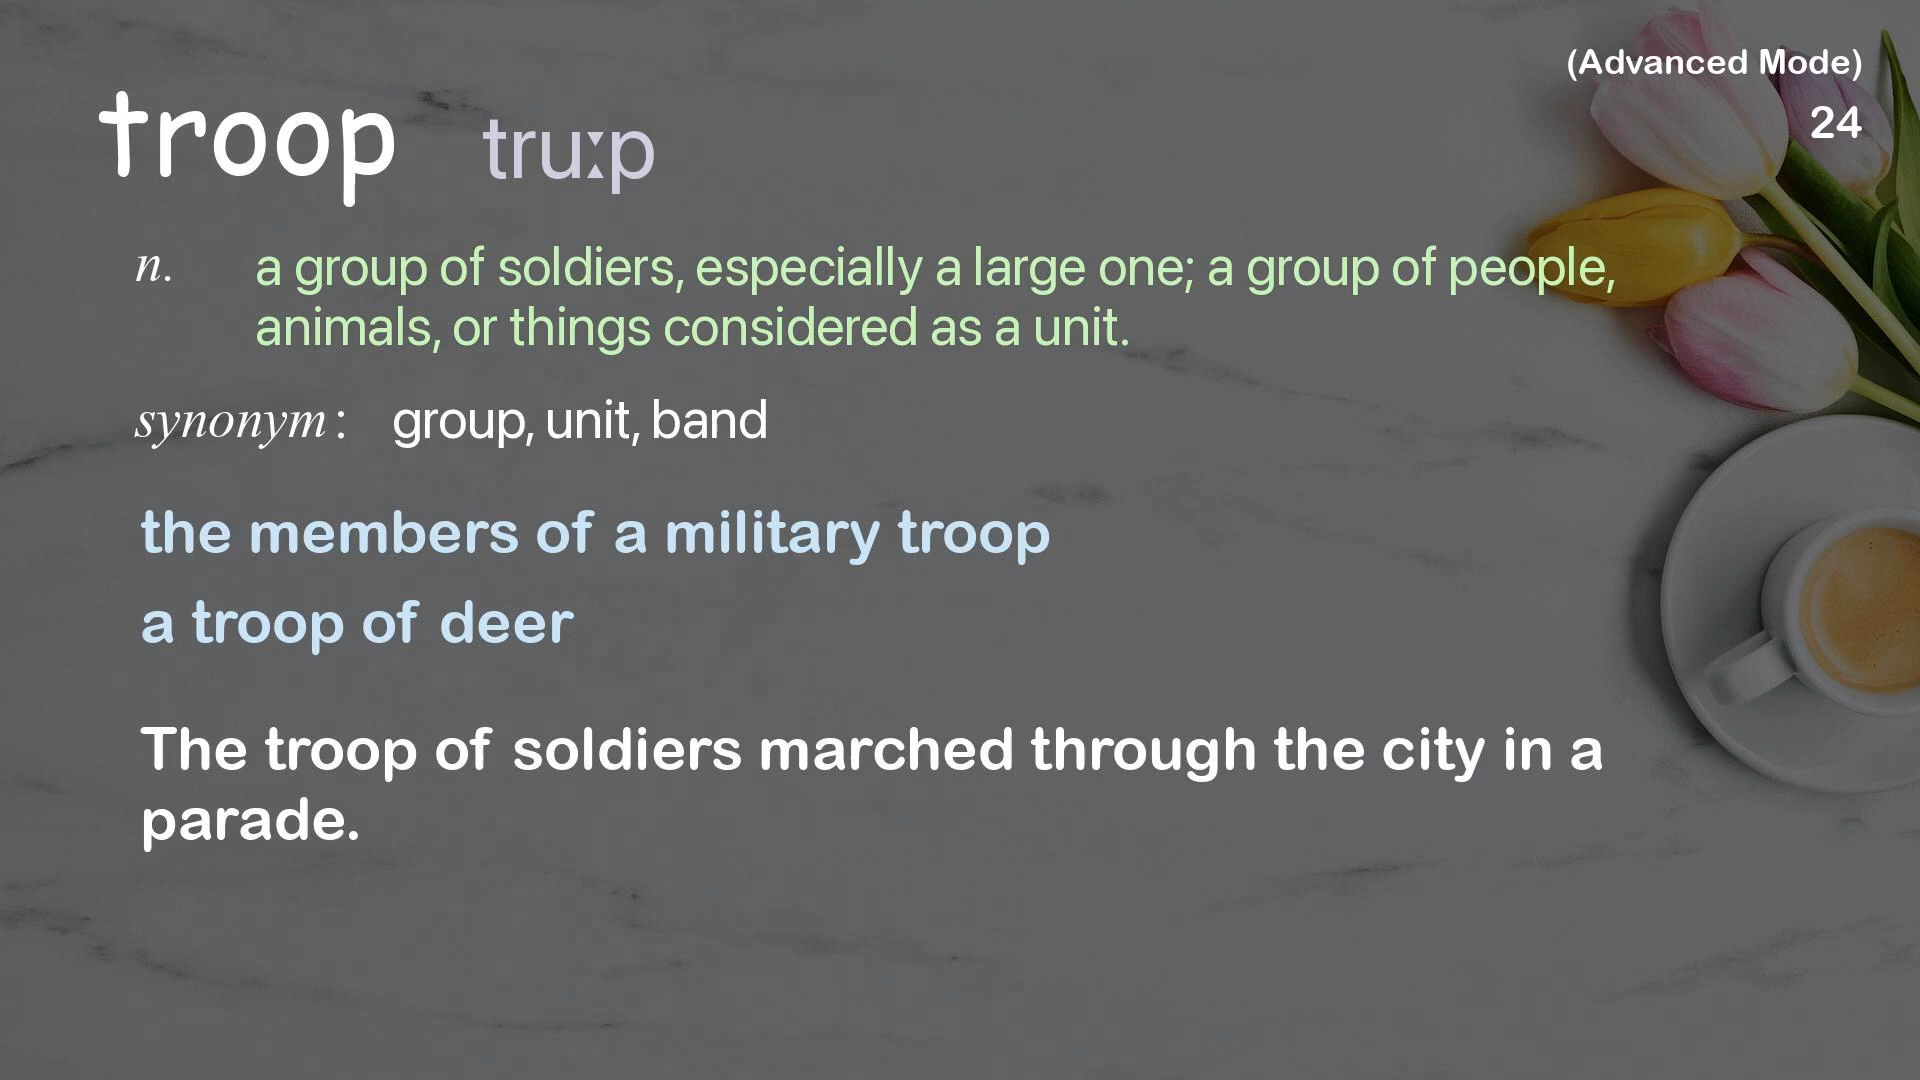 (Advanced Mode)
24
troop truːp
n. a group of soldiers, especially a large one; a group of people,
animals, or things considered as a unit.
synonym: group, unit, band
the members of a military troop
a troop of deer
The troop of soldiers marched through the city in a
parade.